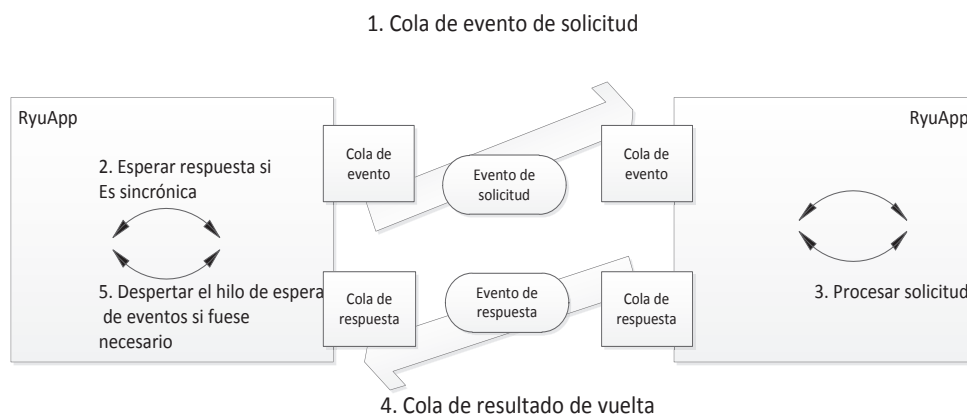 1. Cola de evento de solicitud
RyuApp
RyuApp
2. Esperar respuesta si
Es sincrónica
Cola de
evento
Evento de
solicitud
Cola de
evento
5. Despertar el hilo de espera
de eventos si fuese
necesario
Cola de
respuesta
Evento de
respuesta
Cola de
respuesta
3. Procesar solicitud
4. Cola de resultado de vuelta